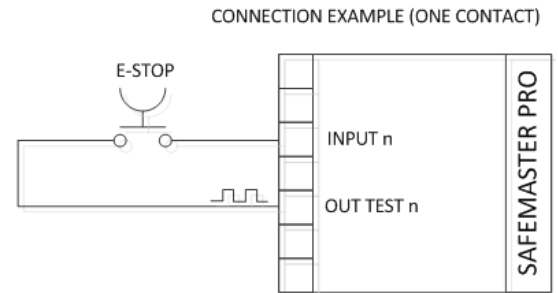 CONNECTION EXAMPLE (ONE CONTACT)
E-STOP
INPUT n
OUT TEST n
SAFEMASTER PRO